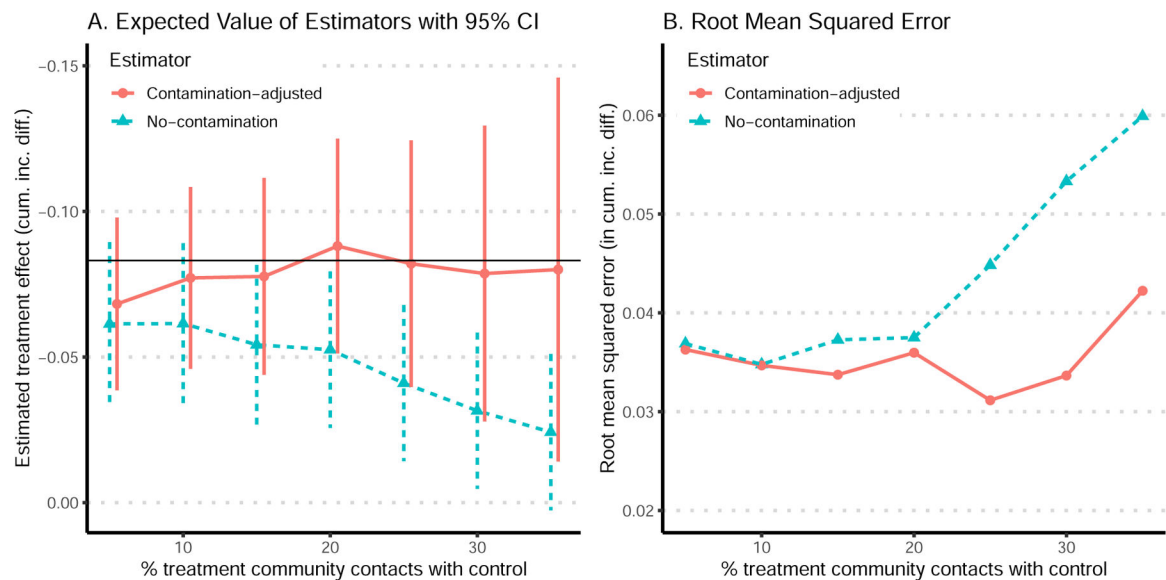 A. Expected Value of Estimators with 95% CI
Estimator
Contamination−adjusted
No−contamination
Estimated treatment effect (cum. inc. diff.)
−0.15
−0.10
−0.05
0.00
10
20
30
% treatment community contacts with control
B. Root Mean Squared Error
Estimator
Contamination−adjusted
No−contamination
Root mean squared error (in cum. inc. diff.)
0.06
0.05
0.04
0.03
0.02
10
20
30
% treatment community contacts with control